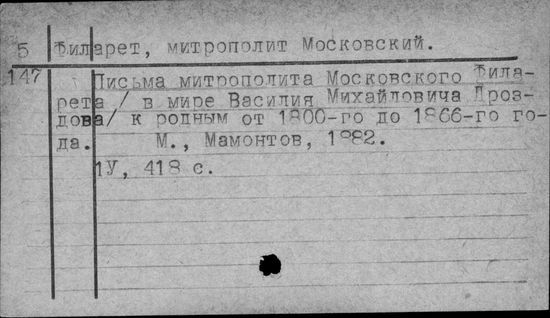 5 Филарет, митрополит Московский.
147 Письма митрополита Московского Фила-
рета / в мире Василия Михайловича Дроз-
дова/ к родным от 1800-го до 1866-го го-
да. М., Мамонтов, 1882.
1У, 418 с.